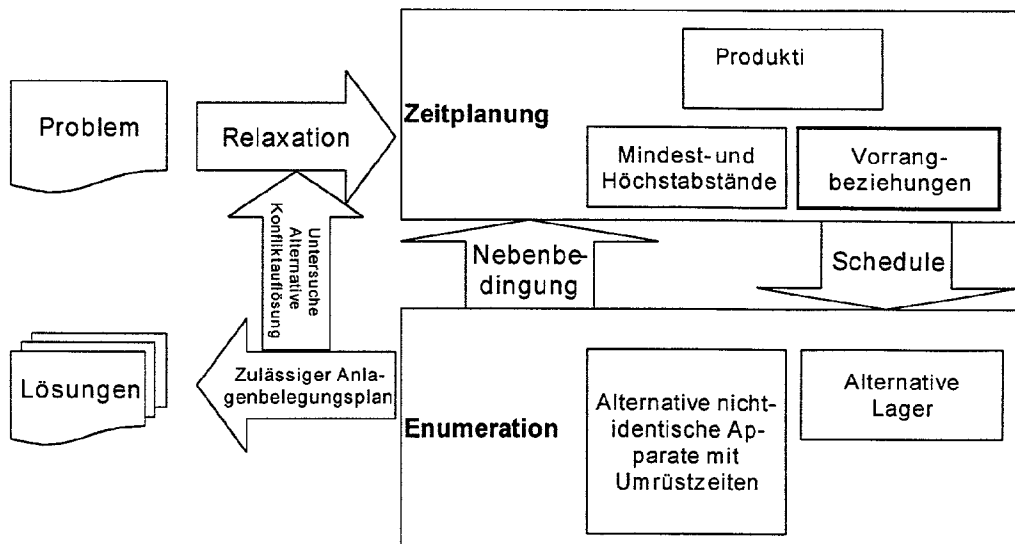 Produkti
Problem
Relaxation
Zeitplanung
Mindest-und
Höchstabstände
Vorrang-
beziehungen
Untersuche
Alternative
Konfliktauflösung
Nebenbe-
dingung
Schedule
Lösungen
Zulässiger Anla-
genbelegungsplan
Enumeration
Alternative nicht-
identische Ap-
parate mit
Umrüstzeiten
Alternative
Lager